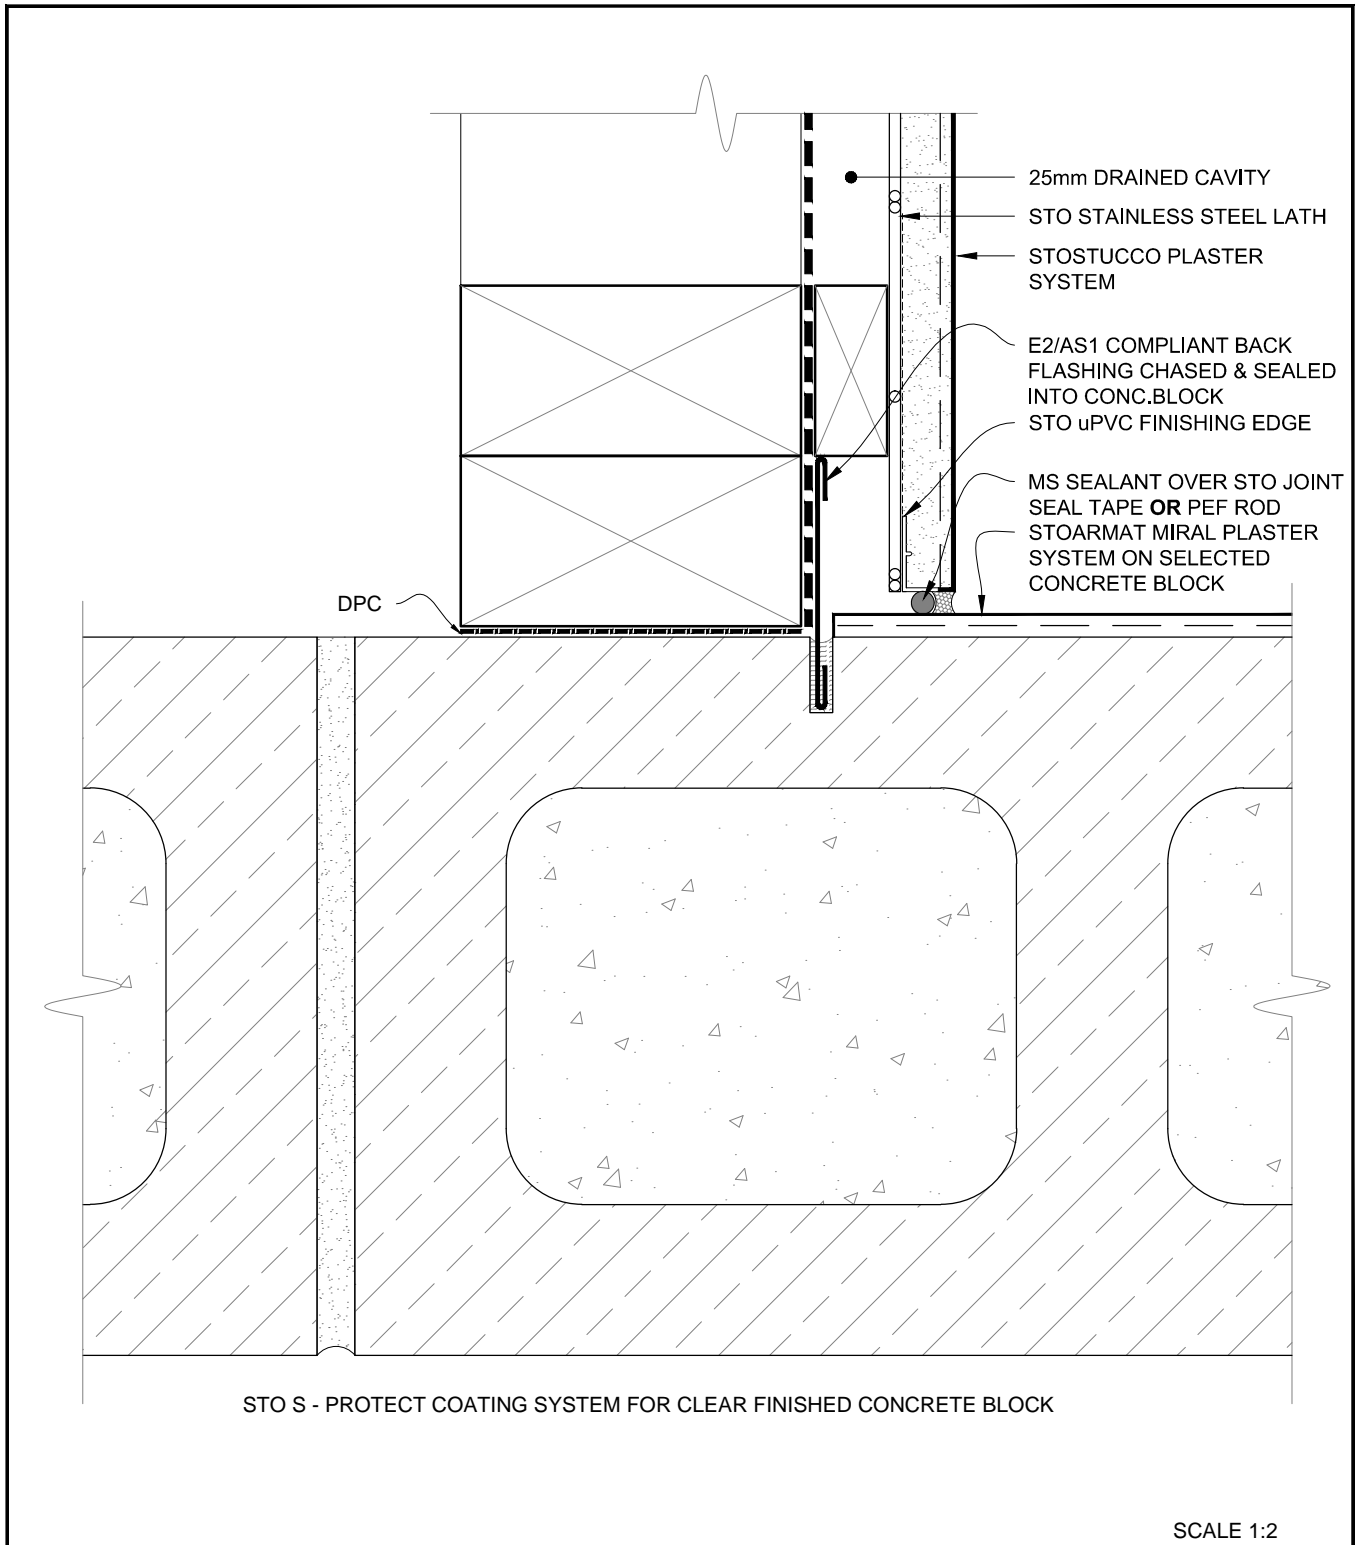 25mm DRAINED CAVITY
STO STAINLESS STEEL LATH
STOSTUCCO PLASTER
SYSTEM
E2/AS1 COMPLIANT BACK
FLASHING CHASED & SEALED
INTO CONC.BLOCK
STO uPVC FINISHING EDGE
MS SEALANT OVER STO JOINT
SEAL TAPE OR PEF ROD
STOARMAT MIRAL PLASTER
SYSTEM ON SELECTED
CONCRETE BLOCK
DPC
STO S - PROTECT COATING SYSTEM FOR CLEAR FINISHED CONCRETE BLOCK
SCALE 1:2